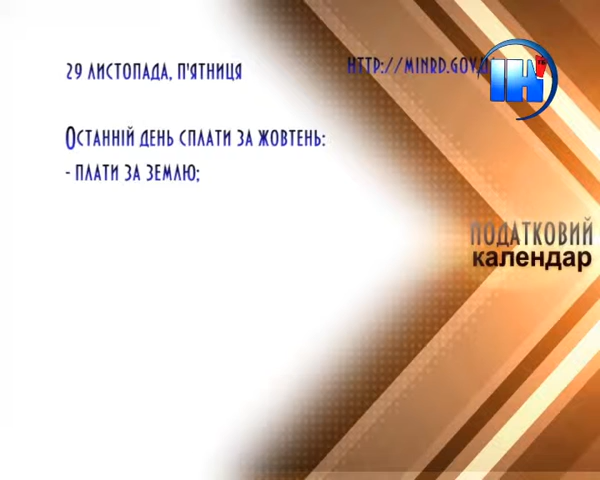 29 ЛИСТОПАДА, П'ЯТНИЦЯ
HTTP://MINRD.GOV.
ОСТАННІЙ ДЕНЬ СПЛАТИ ЗА ЖОВТЕНЬ:
- ПЛАТИ ЗА ЗЕМЛЮ;
ПОДАТКОВИЙ
календар